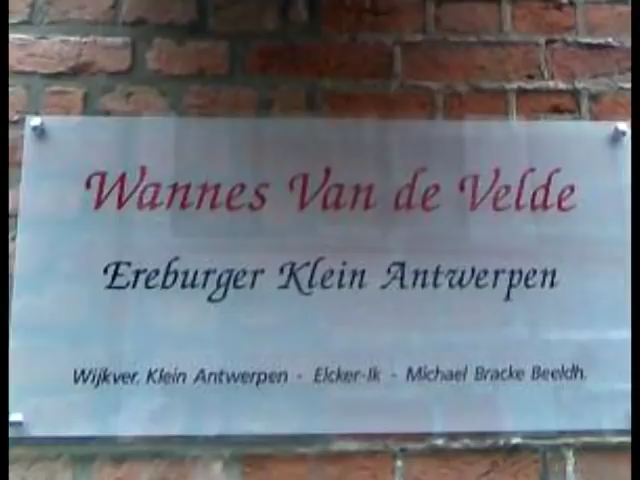 Wannes Van de Velde
Ereburger Klein Antwerpen
Wijkver. Klein Antwerpen - Elcker-Ik - Michael Bracke Beeldh.